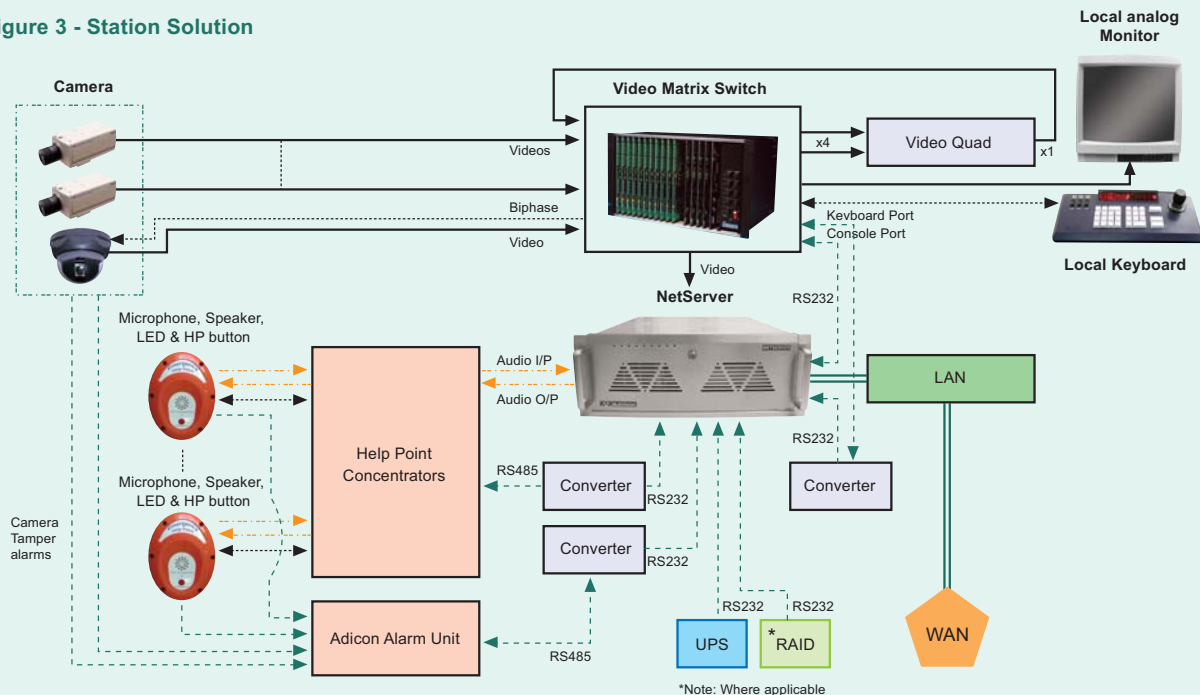 igure 3 - Station Solution
Local analog
Monitor
Camera
Video Matrix Switch
Videos
x4
Video Quad
x1
Biphase
Video
Kevboard Port
Console Port
Local Keyboard
Video
NetServer
RS232
Microphone, Speaker,
LED & HP button
Audio I/P
Audio O/P
LAN
Help Point
Concentrators
RS232
RS485
Converter
RS232
Converter
Microphone, Speaker,
LED & HP button
Camera
Tamper
alarms
Converter
RS232
Adicon Alarm Unit
RS485
RS232
RS232
UPS
*RAID
WAN
*Note: Where applicable